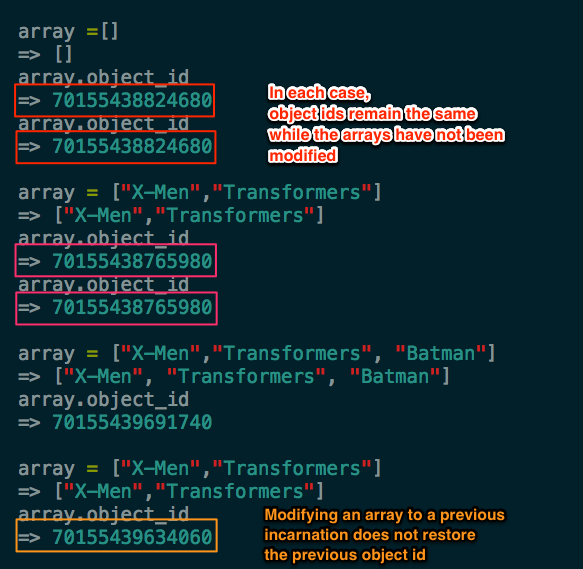 array =[]
=> []
array.object_id
=> 70155438824680
array.object_id
=> 70155438824680
In each case,
object ids remain the same
while the arrays have not been
modified
array = ["X-Men","Transformers"]
=> ["X-Men","Transformers"]
array.object_id
=> 70155438765980
array.object_id
=> 70155438765980
array = ["X-Men","Transformers", "Batman"]
=> ["X-Men", "Transformers", "Batman"]
array.object_id
=> 70155439691740
array = ["X-Men","Transformers"]
=> ["X-Men","Transformers"]
array.object_id
=> 70155439634060
Modifying an array to a previous
incarnation does not restore
the previous object id